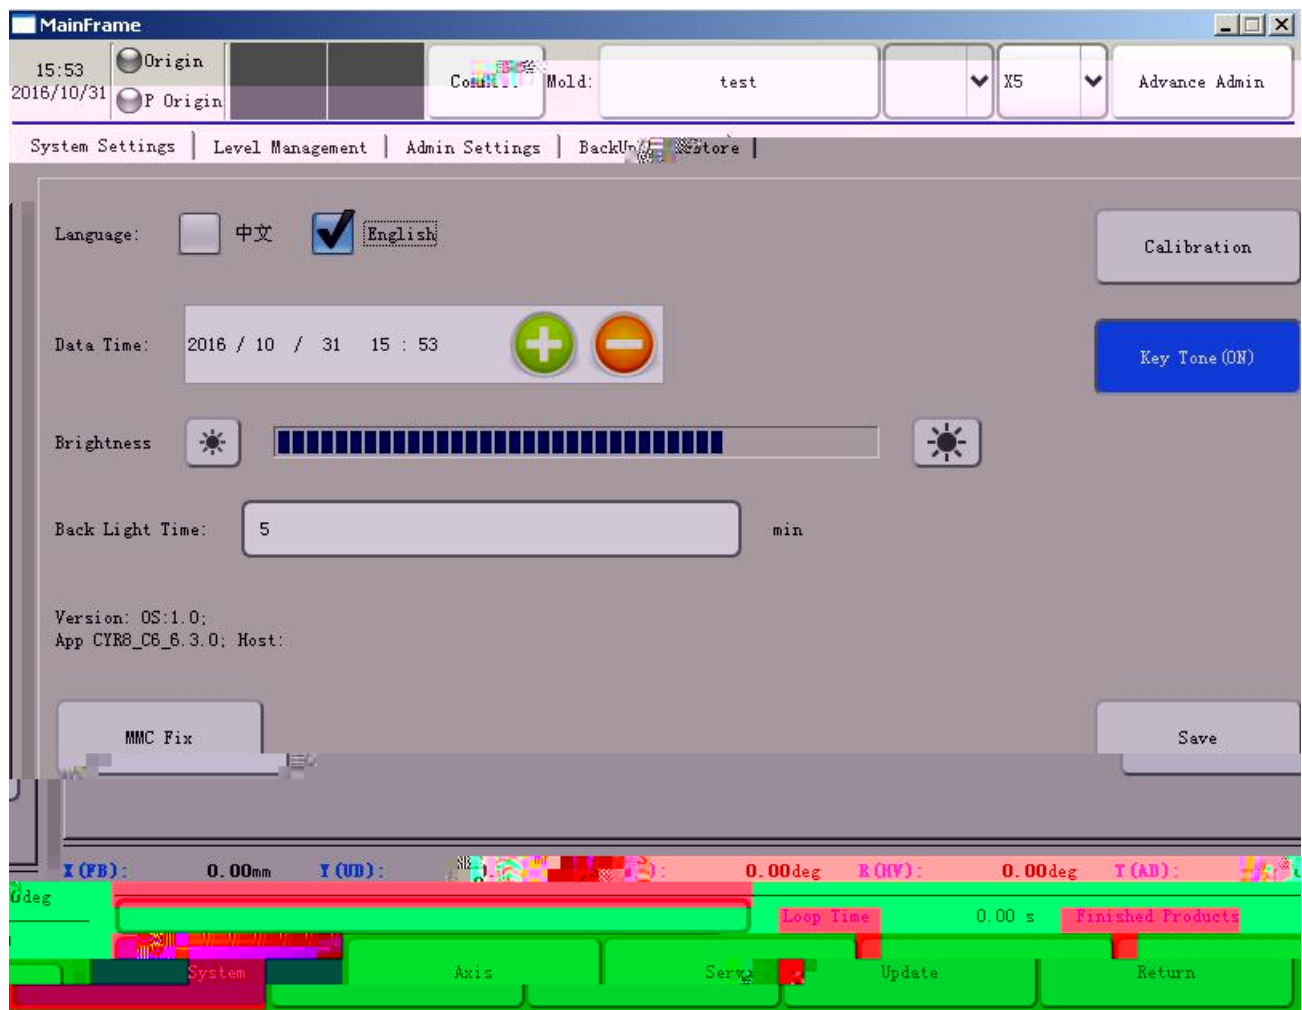 MainFrame
15:53
2016/10/31
Origin
P Origin
Mold:
test
X5
Advance Admin
System Settings | Level Management | Admin Settings |
Language: 中文 English
Calibration
Data Time: 2016 / 10 / 31 15 : 53
Key Tone(ON)
Brightness
Back Light Time: 5 min
Version: OS:1.0;
App CYR8_C6_6.3.0; Host:
MMC Fix
Save
X(FB): 0.00mm Y(UD): 0.00deg R(HV): 0.00deg T(AD):
deg
Loop Time 0.00 s Finished Products
System Axis Update Return